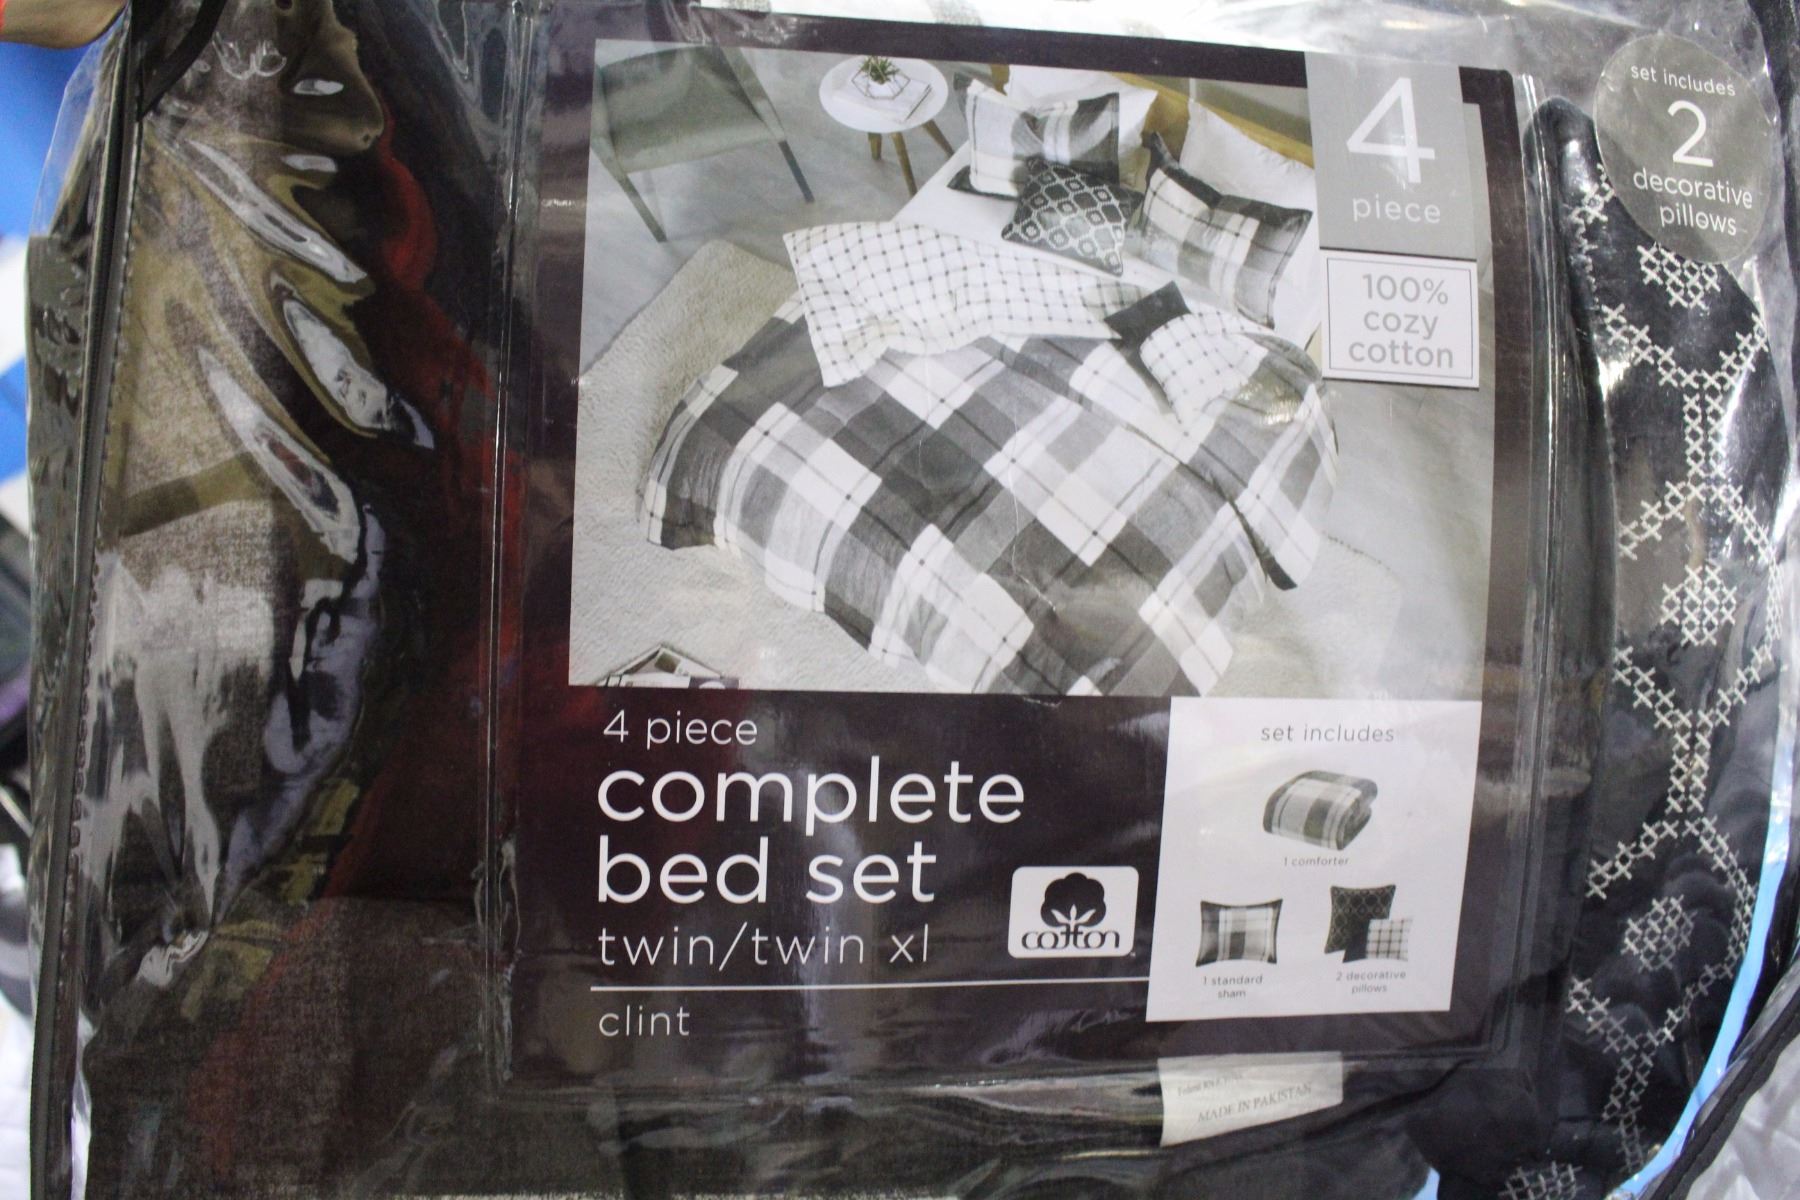 set includes
2
decorative
pillows
4
piece
100%
cozy
cotton
4 piece
complete
bed set
twin/twin xl
clint
cotton
set includes
1 comforter
1 standard
sham
2 decorative
pillows
MADE IN PAKISTAN